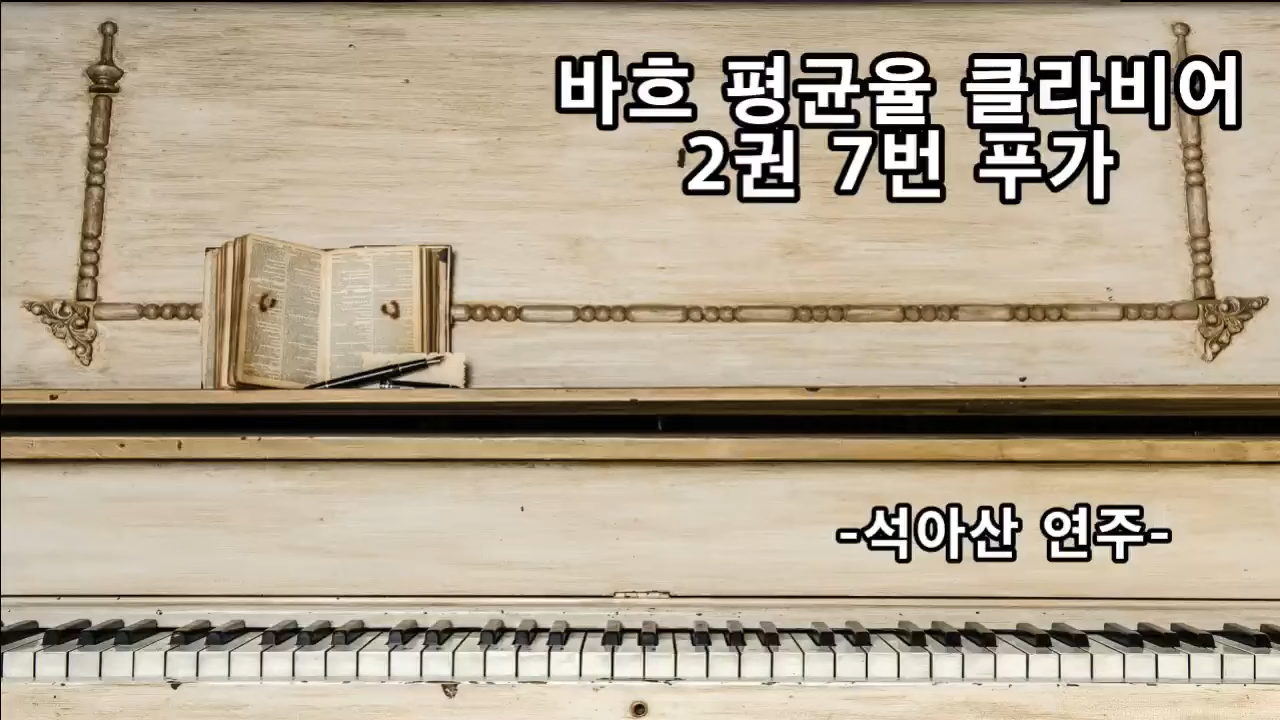 바흐 평균율 클라비어
2권 7번 푸가
-석아산 연주-